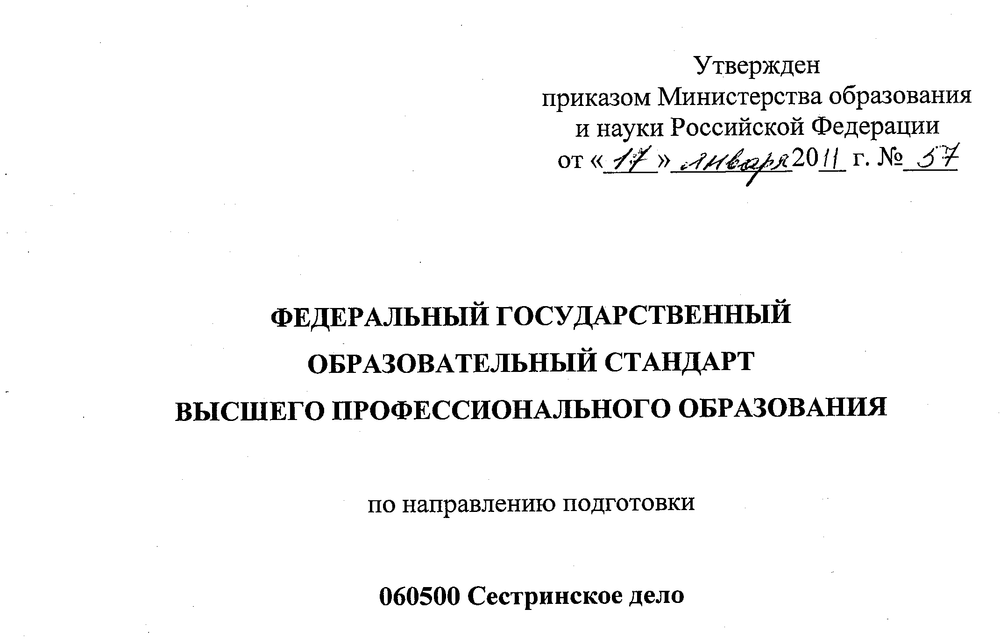 Утвержден
приказом Министерства образования
и науки Российской Федерации
от «17» января 2011 г. № 57
ФЕДЕРАЛЬНЫЙ ГОСУДАРСТВЕННЫЙ
ОБРАЗОВАТЕЛЬНЫЙ СТАНДАРТ
ВЫСШЕГО ПРОФЕССИОНАЛЬНОГО ОБРАЗОВАНИЯ
по направлению подготовки
060500 Сестринское дело